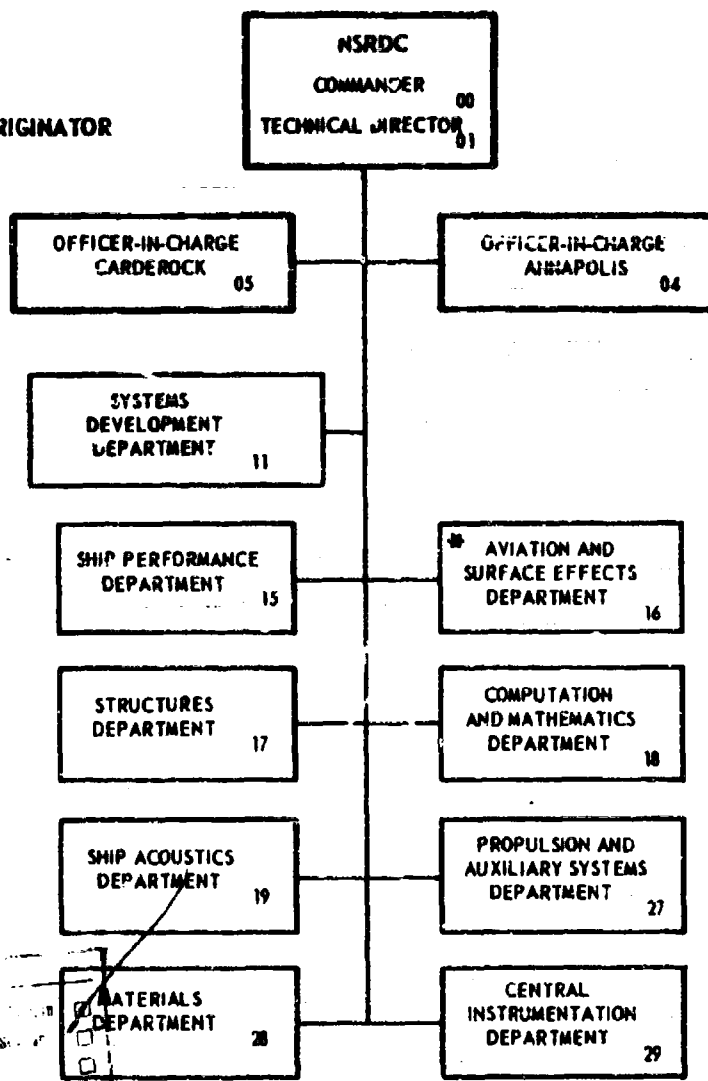 NSRDC
COMMANDER
00
TECHNICAL DIRECTOR
01
RIGINATOR
OFFICER-IN-CHARGE
CARDEROCK
05
OFFICER-IN-CHARGE
ANNAPOLIS
04
SYSTEMS
DEVELOPMENT
DEPARTMENT
11
SHIP PERFORMANCE
DEPARTMENT
15
* AVIATION AND
SURFACE EFFECTS
DEPARTMENT
16
STRUCTURES
DEPARTMENT
17
COMPUTATION
AND MATHEMATICS
DEPARTMENT
18
SHIP ACOUSTICS
DEPARTMENT
19
PROPULSION AND
AUXILIARY SYSTEMS
DEPARTMENT
27
MATERIALS
DEPARTMENT
28
CENTRAL
INSTRUMENTATION
DEPARTMENT
29